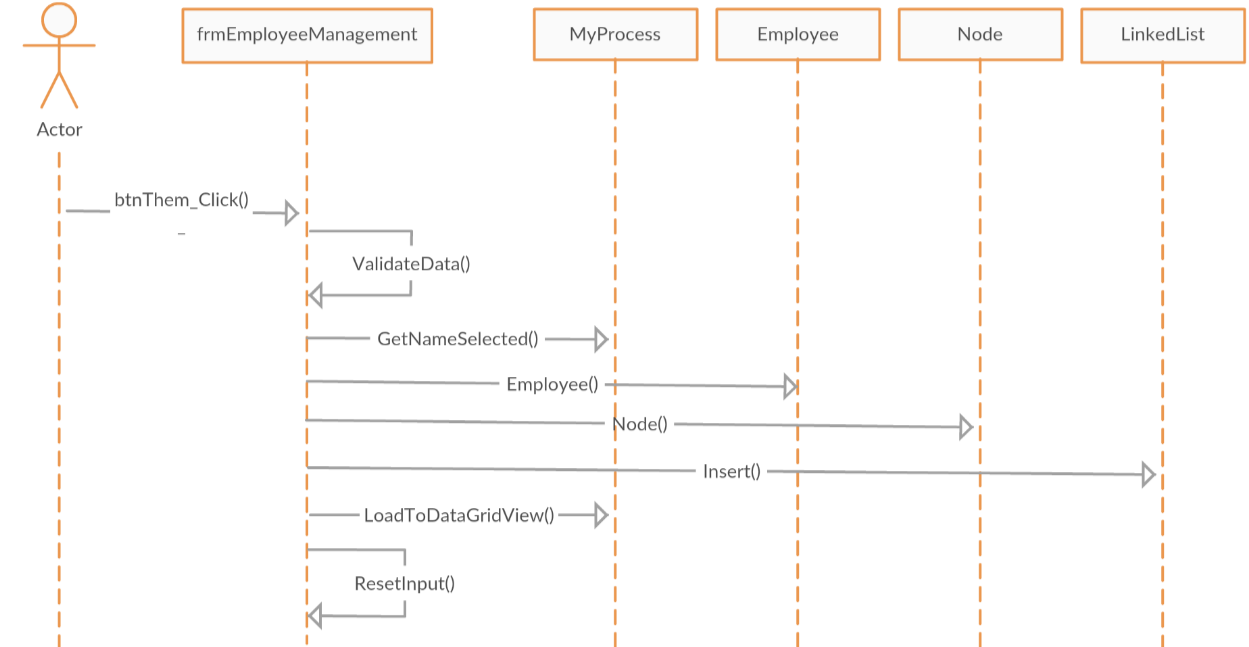 frmEmployeeManagement
MyProcess
Employee
Node
LinkedList
Actor
btnThem_Click()
_
ValidateData()
GetNameSelected()
Employee()
Node()
Insert()
LoadToDataGridView()
ResetInput()